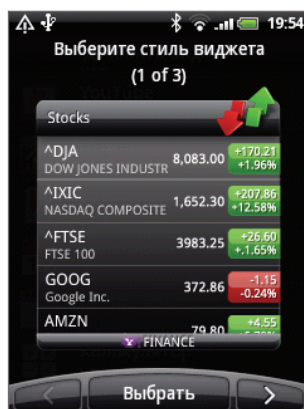 19:54
Выберите стиль виджета
(1 of 3)
Stocks
^DJA 8,083.00 +170.21
DOW JONES INDUSTR +1.96%
^IXIC 1,652.30 +207.86
NASDAQ COMPOSITE +12.58%
^FTSE 3983.25 +26.60
FTSE 100 +.1.65%
GOOG 372.86 -1.15
Google Inc. -0.24%
AMZN 79.80 +4.55
FINANCE
Выбрать